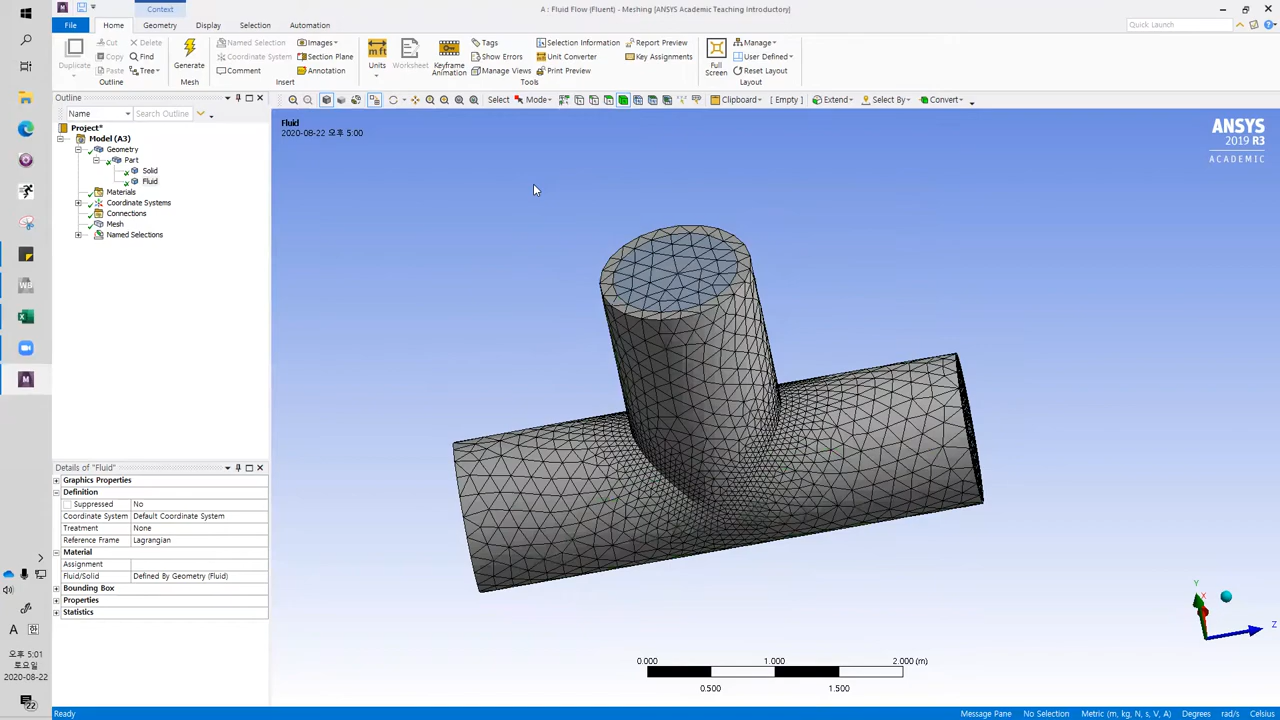 Context
A : Fluid Flow (Fluent) - Meshing [ANSYS Academic Teaching Introductory]
File Home Geometry Display Selection Automation
Quick Launch
Duplicate
Cut
Copy
Paste
Delete
Find
Tree
Outline
Generate
Mesh
Named Selection
Coordinate System
Comment
Images
Section Plane
Annotation
Insert
mft
Units
Worksheet
Keyframe
Animation
Tags
Show Errors
Manage Views
Selection Information
Unit Converter
Print Preview
Report Preview
Key Assignments
Tools
Full
Screen
Manage
User Defined
Reset Layout
Layout
Outline
Select Mode Clipboard [ Empty ] Extend Select By Convert
Name
Search Outline
Project*
Model (A3)
Geometry
Part
Solid
Fluid
Materials
Coordinate Systems
Connections
Mesh
Named Selections
Fluid
2020-08-22 오후 5:00
ANSYS
2019 R3
ACADEMIC
Details of "Fluid"
Graphics Properties
Definition
Suppressed No
Coordinate System Default Coordinate System
Treatment None
Reference Frame Lagrangian
Material
Assignment
Fluid/Solid Defined By Geometry (Fluid)
Bounding Box
Properties
Statistics
Y
X
Z
0.000 1.000 2.000 (m)
0.500 1.500
WB
M
A 한
오후 5:01
토요일
2020-08-22
22
Ready
Message Pane No Selection Metric (m, kg, N, s, V, A) Degrees rad/s Celsius